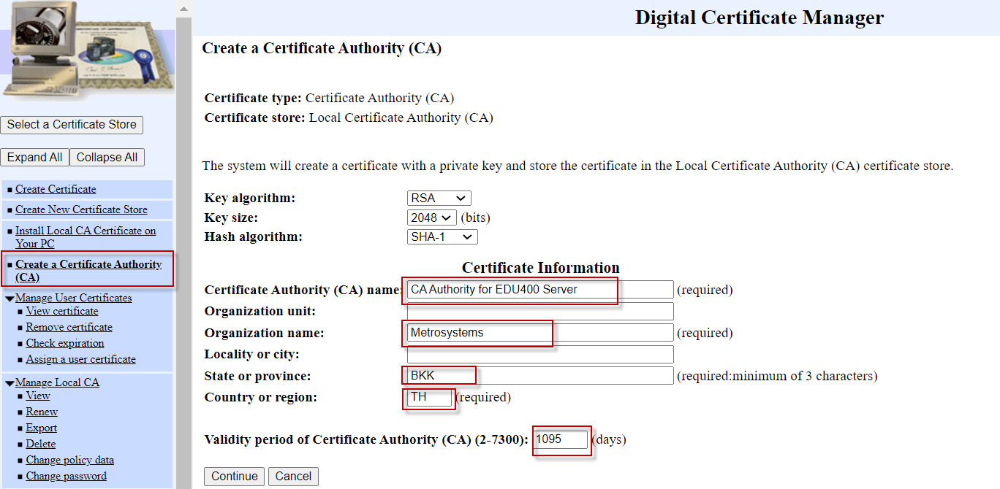 Digital Certificate Manager
Select a Certificate Store
Expand All Collapse All
Create Certificate
Create New Certificate Store
Install Local CA Certificate on
Your PC
Create a Certificate Authority
(CA)
Manage User Certificates
View certificate
Remove certificate
Check expiration
Assign a user certificate
Manage Local CA
View
Renew
Export
Delete
Change policy data
Change password
Create a Certificate Authority (CA)
Certificate type: Certificate Authority (CA)
Certificate store: Local Certificate Authority (CA)
The system will create a certificate with a private key and store the certificate in the Local Certificate Authority (CA) certificate store.
Key algorithm: RSA
Key size: 2048 (bits)
Hash algorithm: SHA-1
Certificate Information
Certificate Authority (CA) name: CA Authority for EDU400 Server (required)
Organization unit:
Organization name: Metrosystems (required)
Locality or city:
State or province: BKK (required:minimum of 3 characters)
Country or region: TH (required)
Validity period of Certificate Authority (CA) (2-7300): 1095 (days)
Continue Cancel